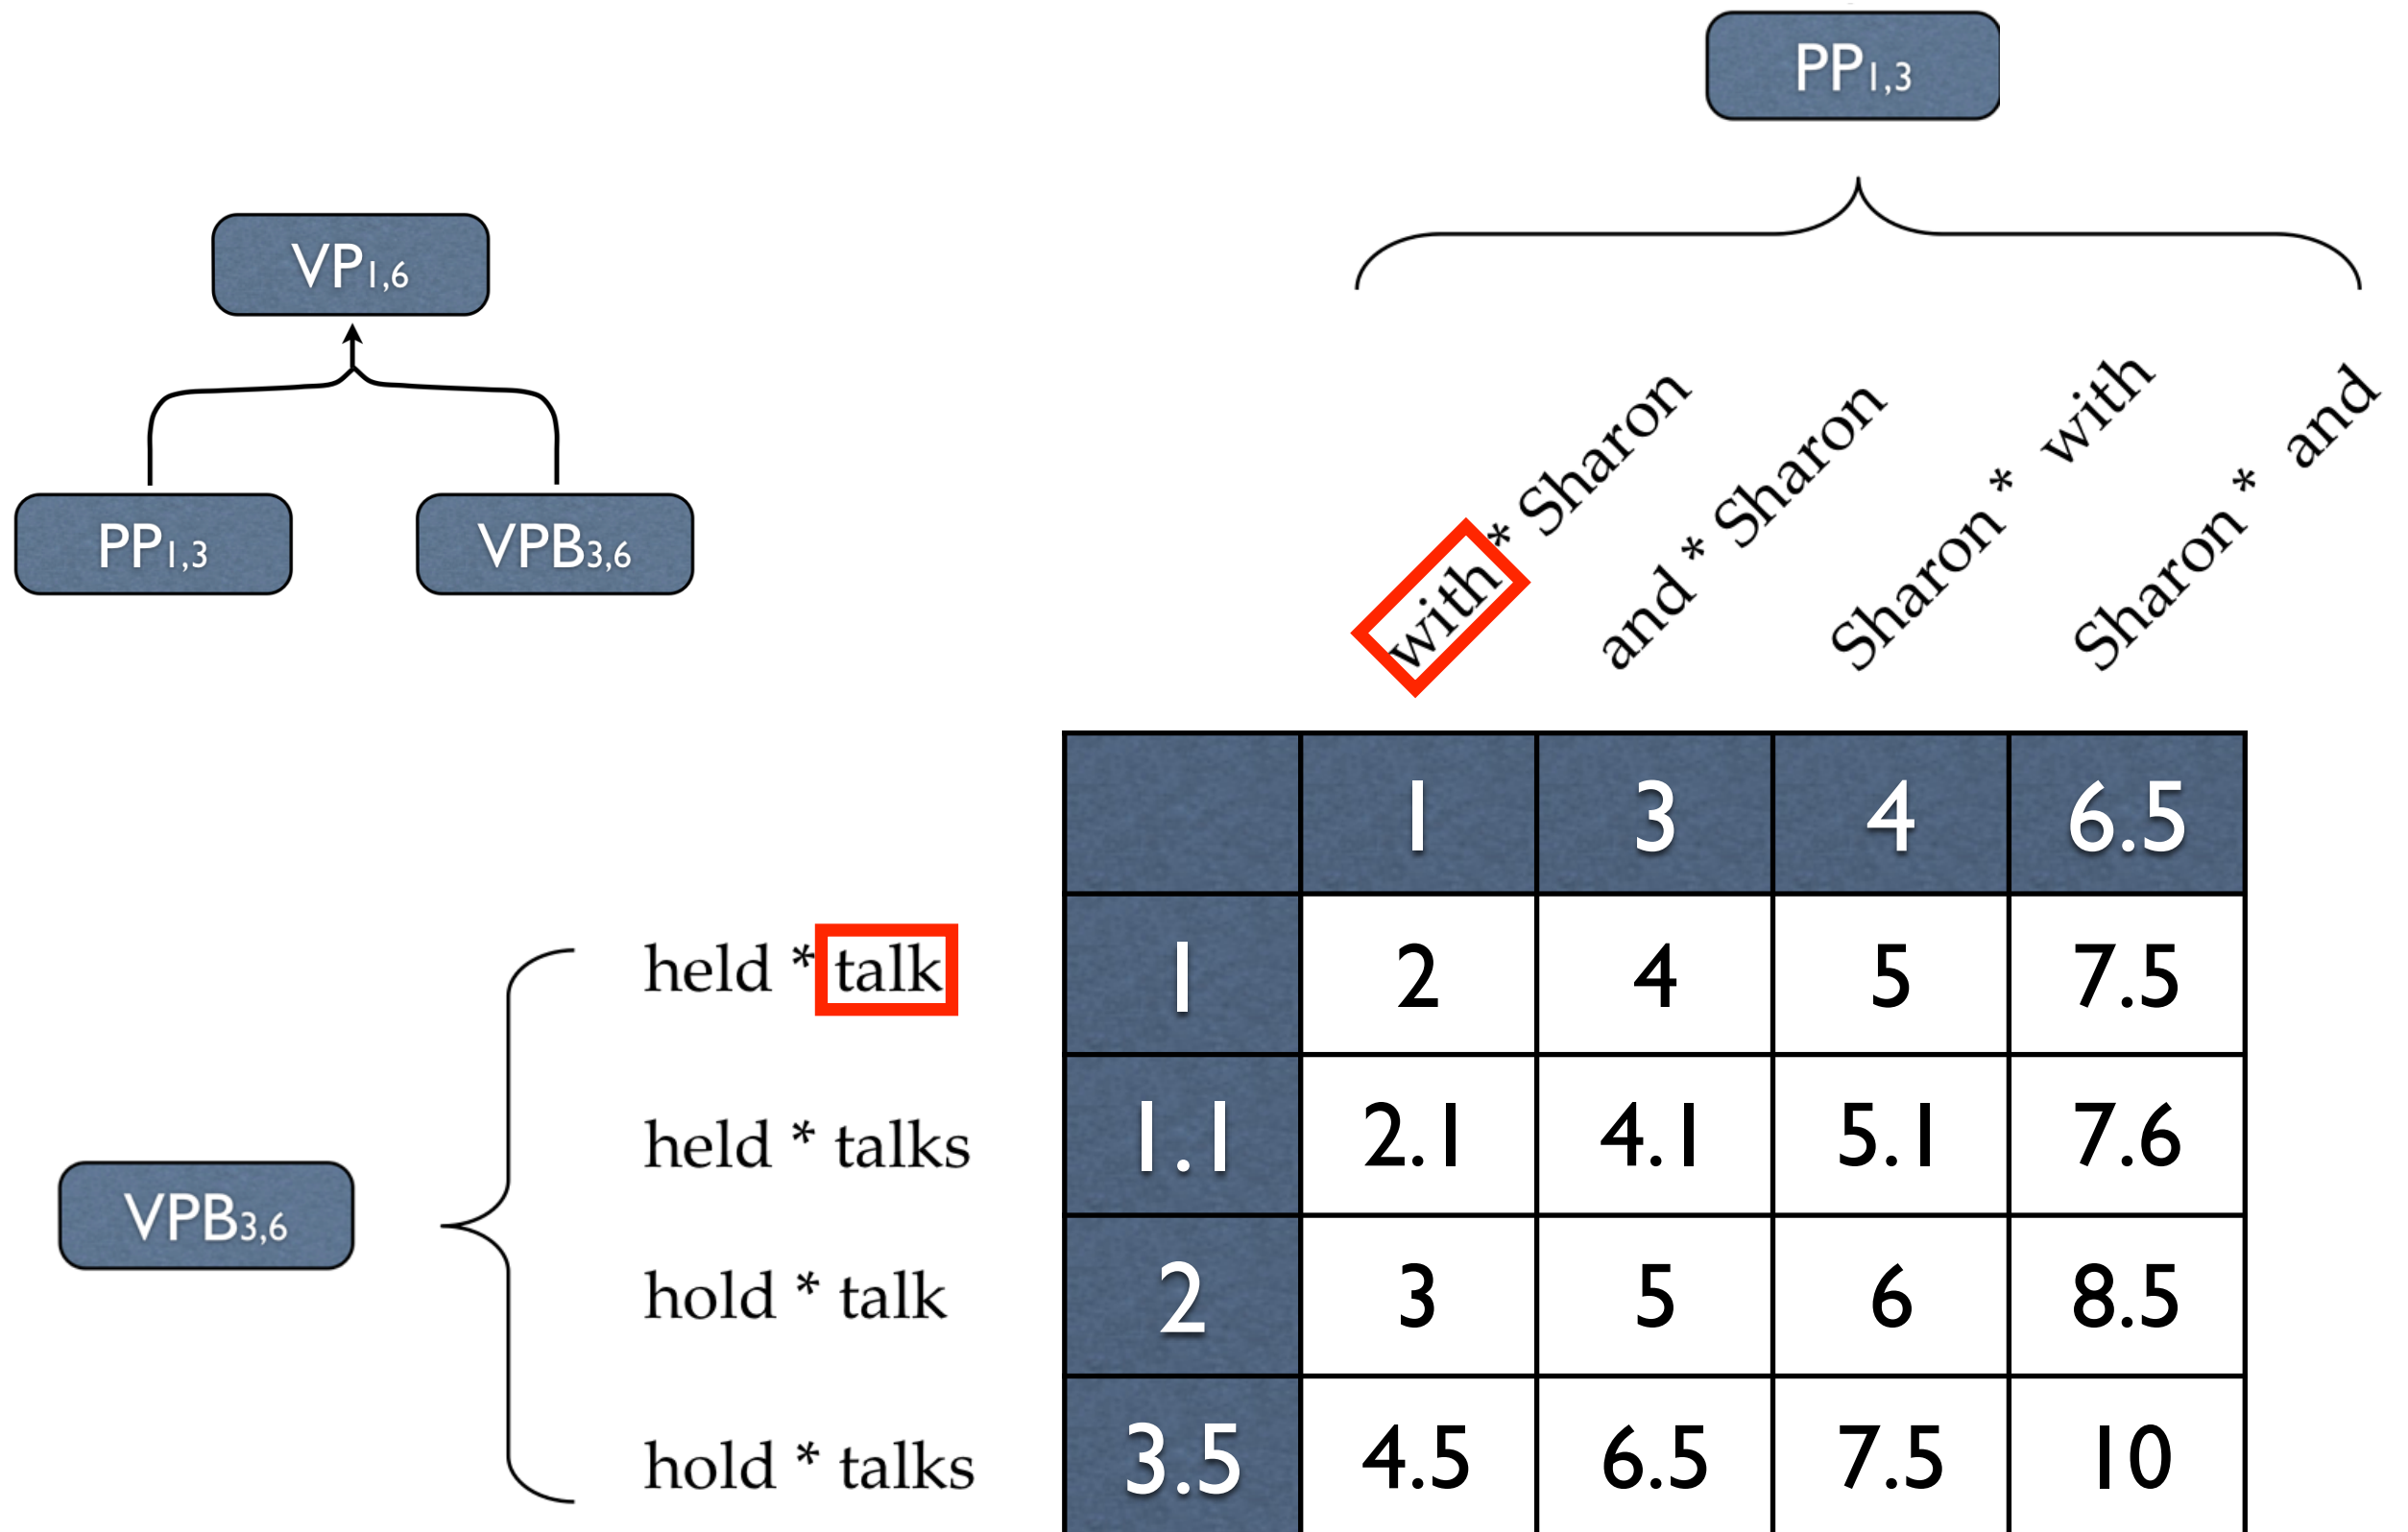 PP1,3
VP1,6
PP1,3 VPB3,6
with * Sharon
and * Sharon
Sharon * with
Sharon * and
1 3 4 6.5
held * talk 1 2 4 5 7.5
held * talks 1.1 2.1 4.1 5.1 7.6
VPB3,6
hold * talk 2 3 5 6 8.5
hold * talks 3.5 4.5 6.5 7.5 10